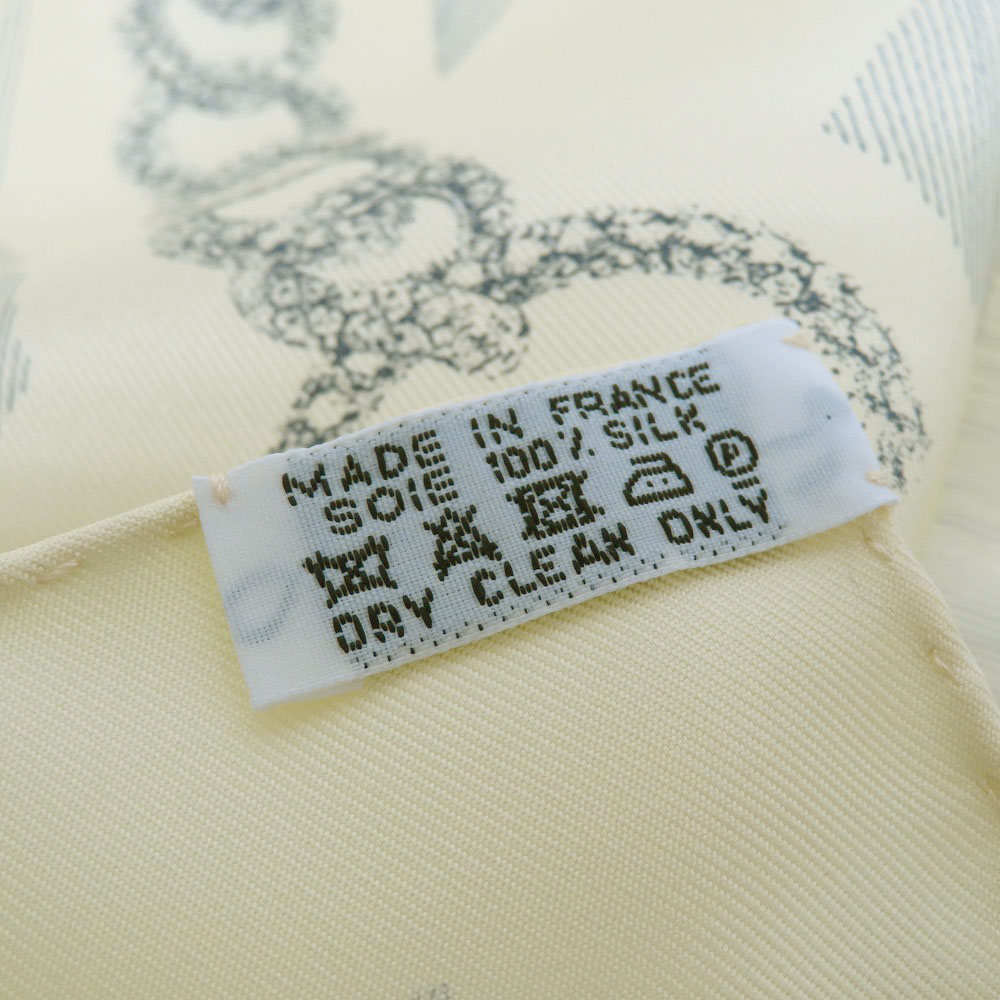 MADE IN FRANCE
SOIE 100% SILK
P
DRY CLEAN ONLY